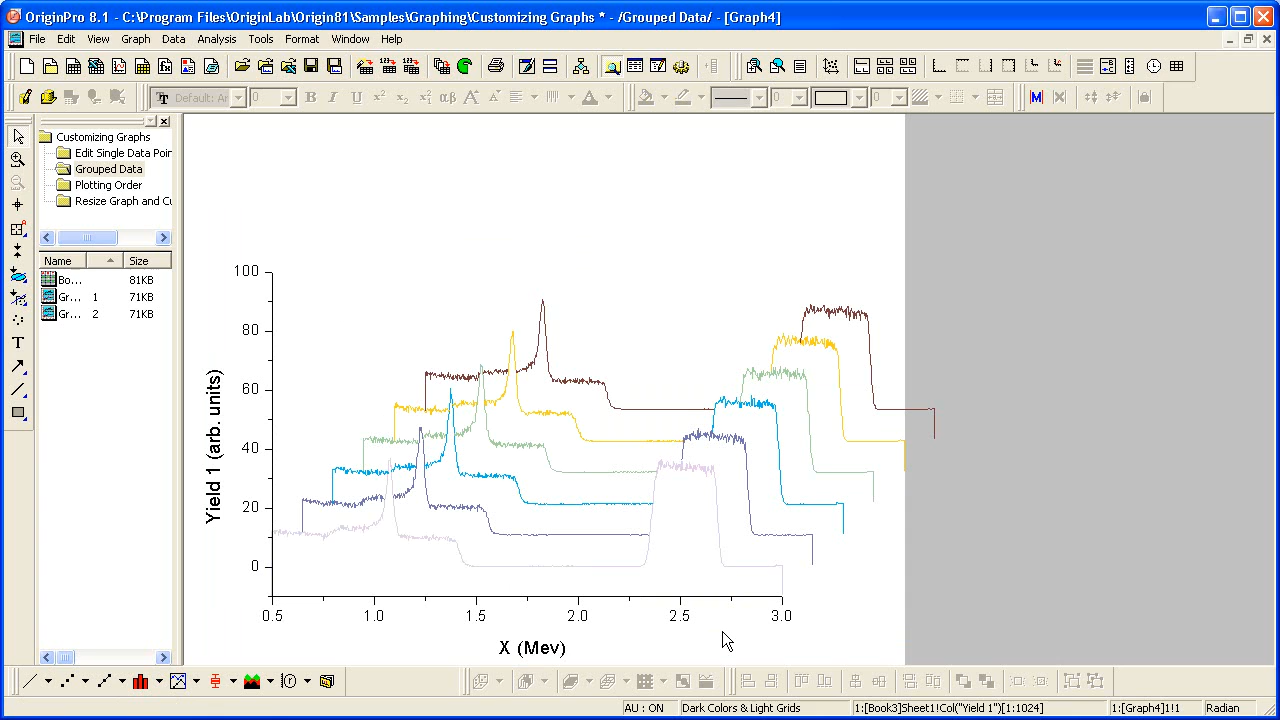 OriginPro 8.1 - C:\Program Files\OriginLab\Origin81\Samples\Graphing\Customizing Graphs * - /Grouped Data/ - [Graph4]
File Edit View Graph Data Analysis Tools Format Window Help
Default: Ar 0 B I U x² x₂ αβ A A A 0 0
Customizing Graphs
Edit Single Data Poin
Grouped Data
Plotting Order
Resize Graph and Cu
Name Size
Bo... 81KB
Gr... 1 71KB
Gr... 2 71KB
T
100
80
60
40
20
0
Yield 1 (arb. units)
0.5 1.0 1.5 2.0 2.5 3.0
X (Mev)
AU : ON Dark Colors & Light Grids 1:[Book3]Sheet1!Col("Yield 1")[1:1024] 1:[Graph4]1!1 Radian